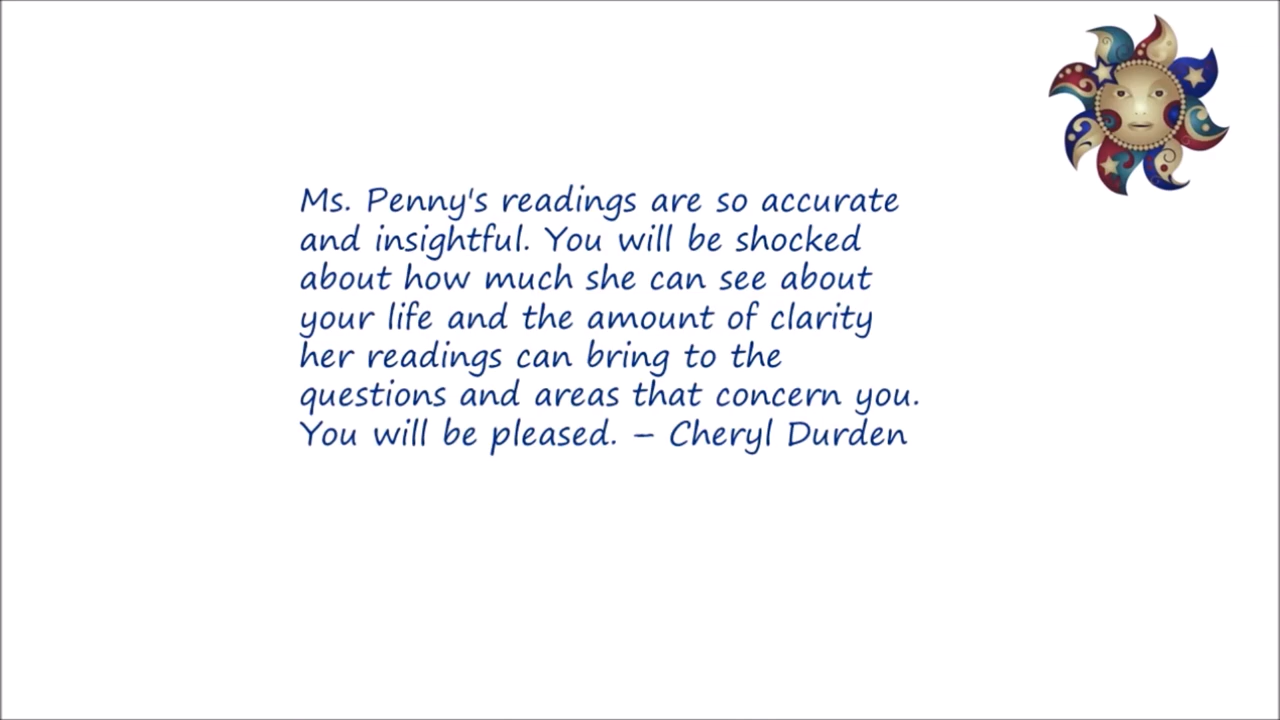 Ms. Penny's readings are so accurate
and insightful. You will be shocked
about how much she can see about
your life and the amount of clarity
her readings can bring to the
questions and areas that concern you.
You will be pleased. – Cheryl Durden